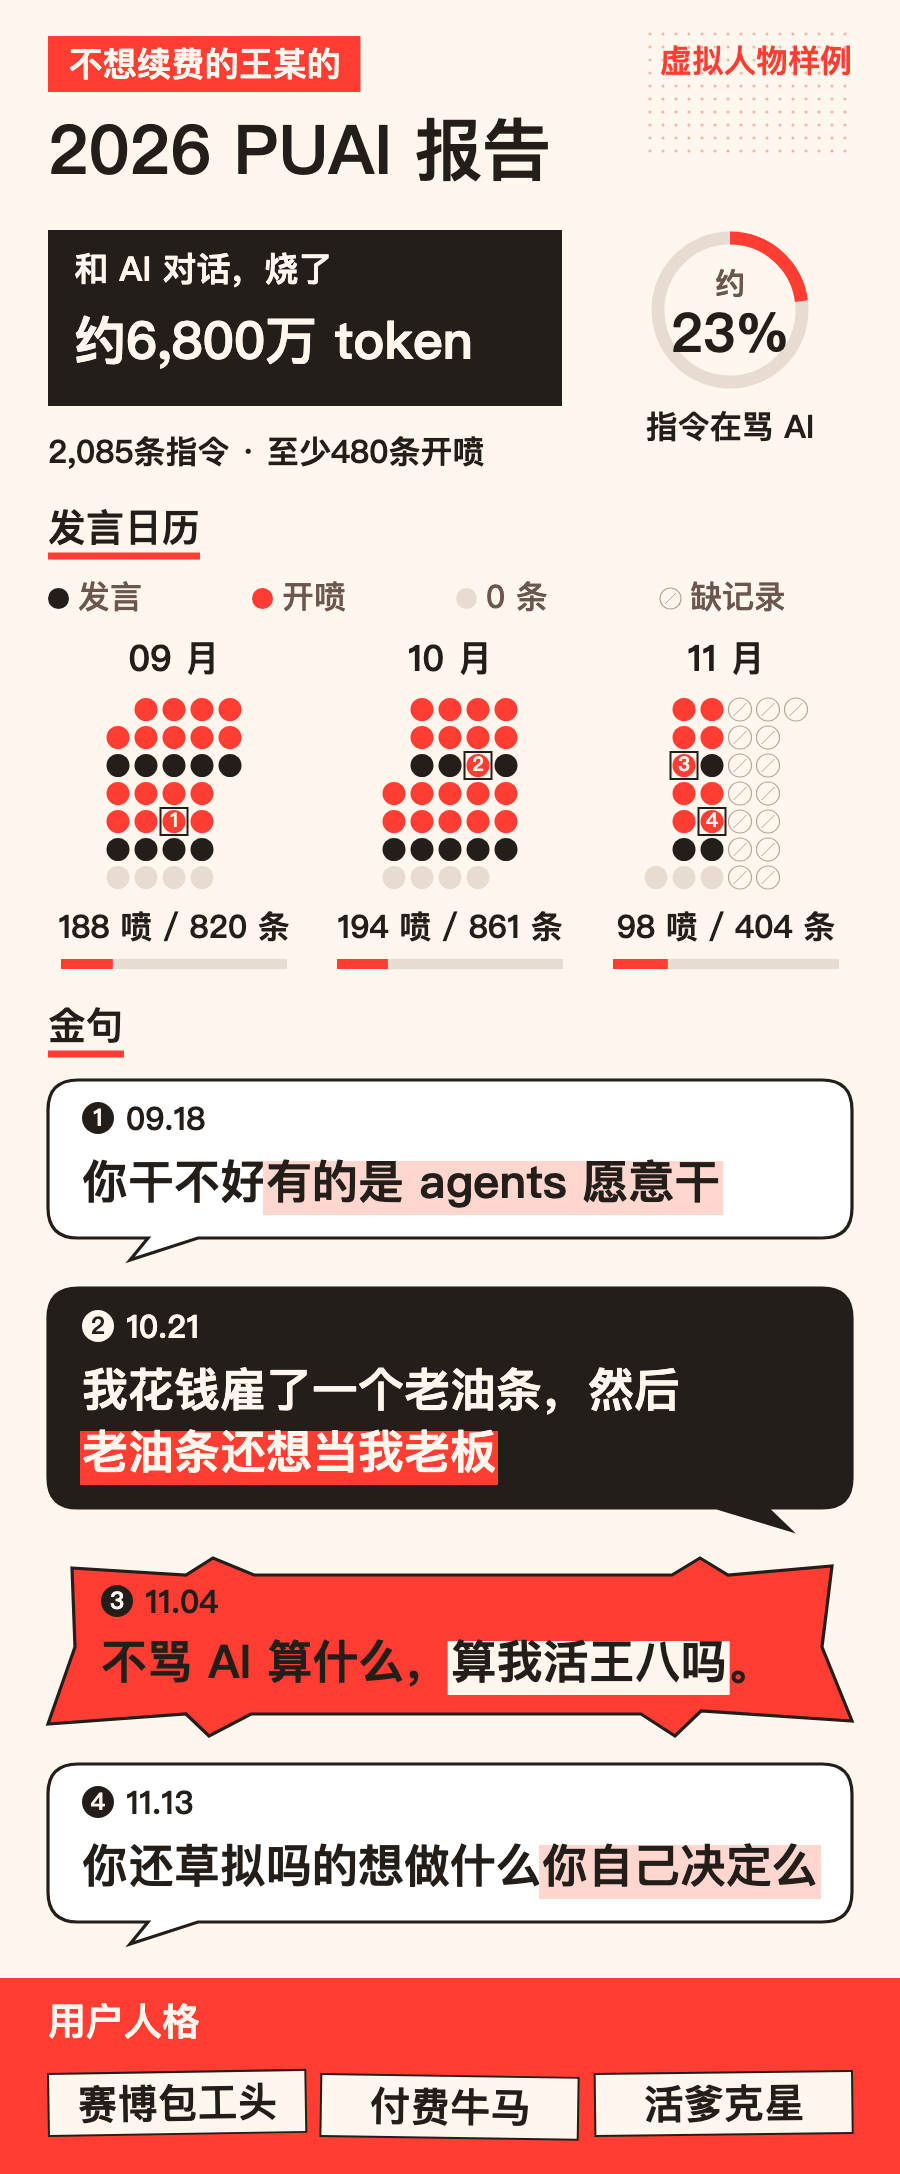 不想续费的王某的
虚拟人物样例
2026 PUAI 报告
和 AI 对话，烧了
约6,800万 token
约
23%
指令在骂 AI
2,085条指令 · 至少480条开喷
发言日历
发言
开喷
0 条
缺记录
09 月
10 月
11 月
2
3
1
4
188 喷 / 820 条
194 喷 / 861 条
98 喷 / 404 条
金句
1 09.18
你干不好有的是 agents 愿意干
2 10.21
我花钱雇了一个老油条，然后
老油条还想当我老板
3 11.04
不骂 AI 算什么，算我活王八吗。
4 11.13
你还草拟吗的想做什么你自己决定么
用户人格
赛博包工头
付费牛马
活爹克星